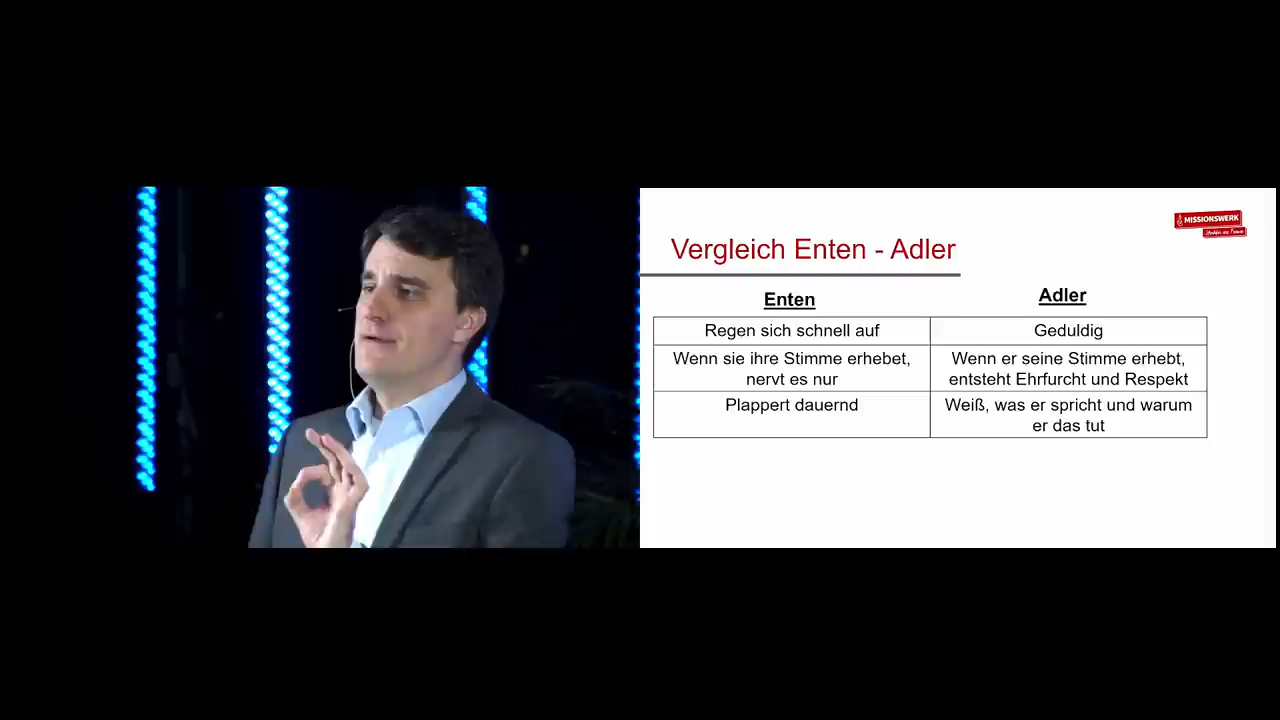 MISSIONSWERK
Vergleich Enten - Adler
Enten
Adler
Regen sich schnell auf
Geduldig
Wenn sie ihre Stimme erhebet,
nervt es nur
Wenn er seine Stimme erhebt,
entsteht Ehrfurcht und Respekt
Plappert dauernd
Weiß, was er spricht und warum
er das tut